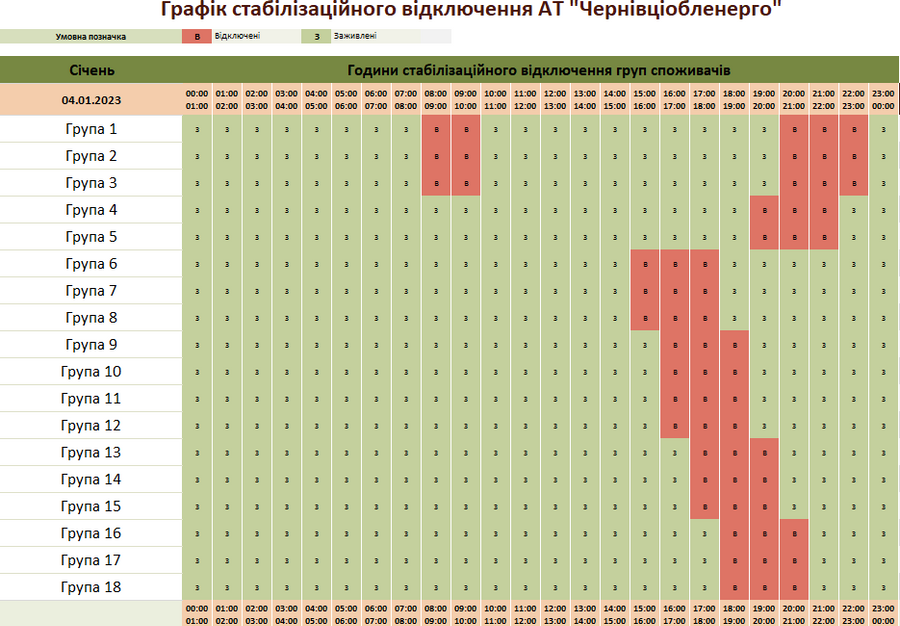 Графік стабілізаційного відключення АТ "Чернівціобленерго"
Умовна позначка В Відключені З Заживлені
Січень Години стабілізаційного відключення груп споживачів
04.01.2023 00:00 01:00 02:00 03:00 04:00 05:00 06:00 07:00 08:00 09:00 10:00 11:00 12:00 13:00 14:00 15:00 16:00 17:00 18:00 19:00 20:00 21:00 22:00 23:00
01:00 02:00 03:00 04:00 05:00 06:00 07:00 08:00 09:00 10:00 11:00 12:00 13:00 14:00 15:00 16:00 17:00 18:00 19:00 20:00 21:00 22:00 23:00 00:00
Група 1 З З З З З З З З В В З З З З З З З З З З В В В З
Група 2 З З З З З З З З В В З З З З З З З З З З В В В З
Група 3 З З З З З З З З В В З З З З З З З З З З В В В З
Група 4 З З З З З З З З З З З З З З З З З З З В В В З З
Група 5 З З З З З З З З З З З З З З З З З З З В В В З З
Група 6 З З З З З З З З З З З З З З З В В В З З З З З З
Група 7 З З З З З З З З З З З З З З З В В В З З З З З З
Група 8 З З З З З З З З З З З З З З З В В В З З З З З З
Група 9 З З З З З З З З З З З З З З З З В В В З З З З З
Група 10 З З З З З З З З З З З З З З З З В В В З З З З З
Група 11 З З З З З З З З З З З З З З З З В В В З З З З З
Група 12 З З З З З З З З З З З З З З З З В В В З З З З З
Група 13 З З З З З З З З З З З З З З З З З В В В З З З З
Група 14 З З З З З З З З З З З З З З З З З В В В З З З З
Група 15 З З З З З З З З З З З З З З З З З В В В З З З З
Група 16 З З З З З З З З З З З З З З З З З З В В В З З З
Група 17 З З З З З З З З З З З З З З З З З З В В В З З З
Група 18 З З З З З З З З З З З З З З З З З З В В В З З З
00:00 01:00 02:00 03:00 04:00 05:00 06:00 07:00 08:00 09:00 10:00 11:00 12:00 13:00 14:00 15:00 16:00 17:00 18:00 19:00 20:00 21:00 22:00 23:00
01:00 02:00 03:00 04:00 05:00 06:00 07:00 08:00 09:00 10:00 11:00 12:00 13:00 14:00 15:00 16:00 17:00 18:00 19:00 20:00 21:00 22:00 23:00 00:00